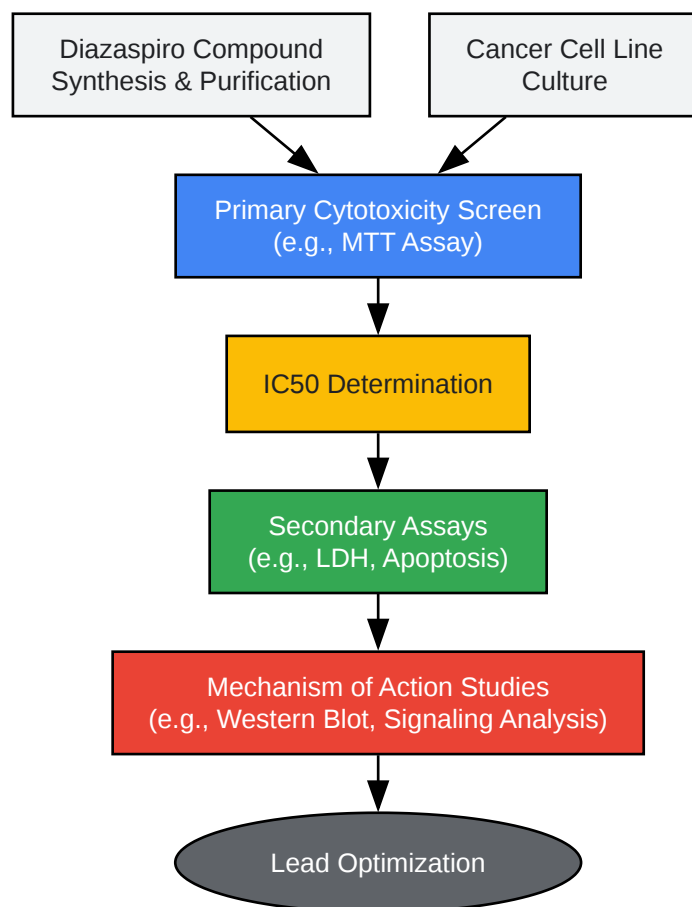 Diazaspiro Compound
Synthesis & Purification
Cancer Cell Line
Culture
Primary Cytotoxicity Screen
(e.g., MTT Assay)
IC50 Determination
Secondary Assays
(e.g., LDH, Apoptosis)
Mechanism of Action Studies
(e.g., Western Blot, Signaling Analysis)
Lead Optimization